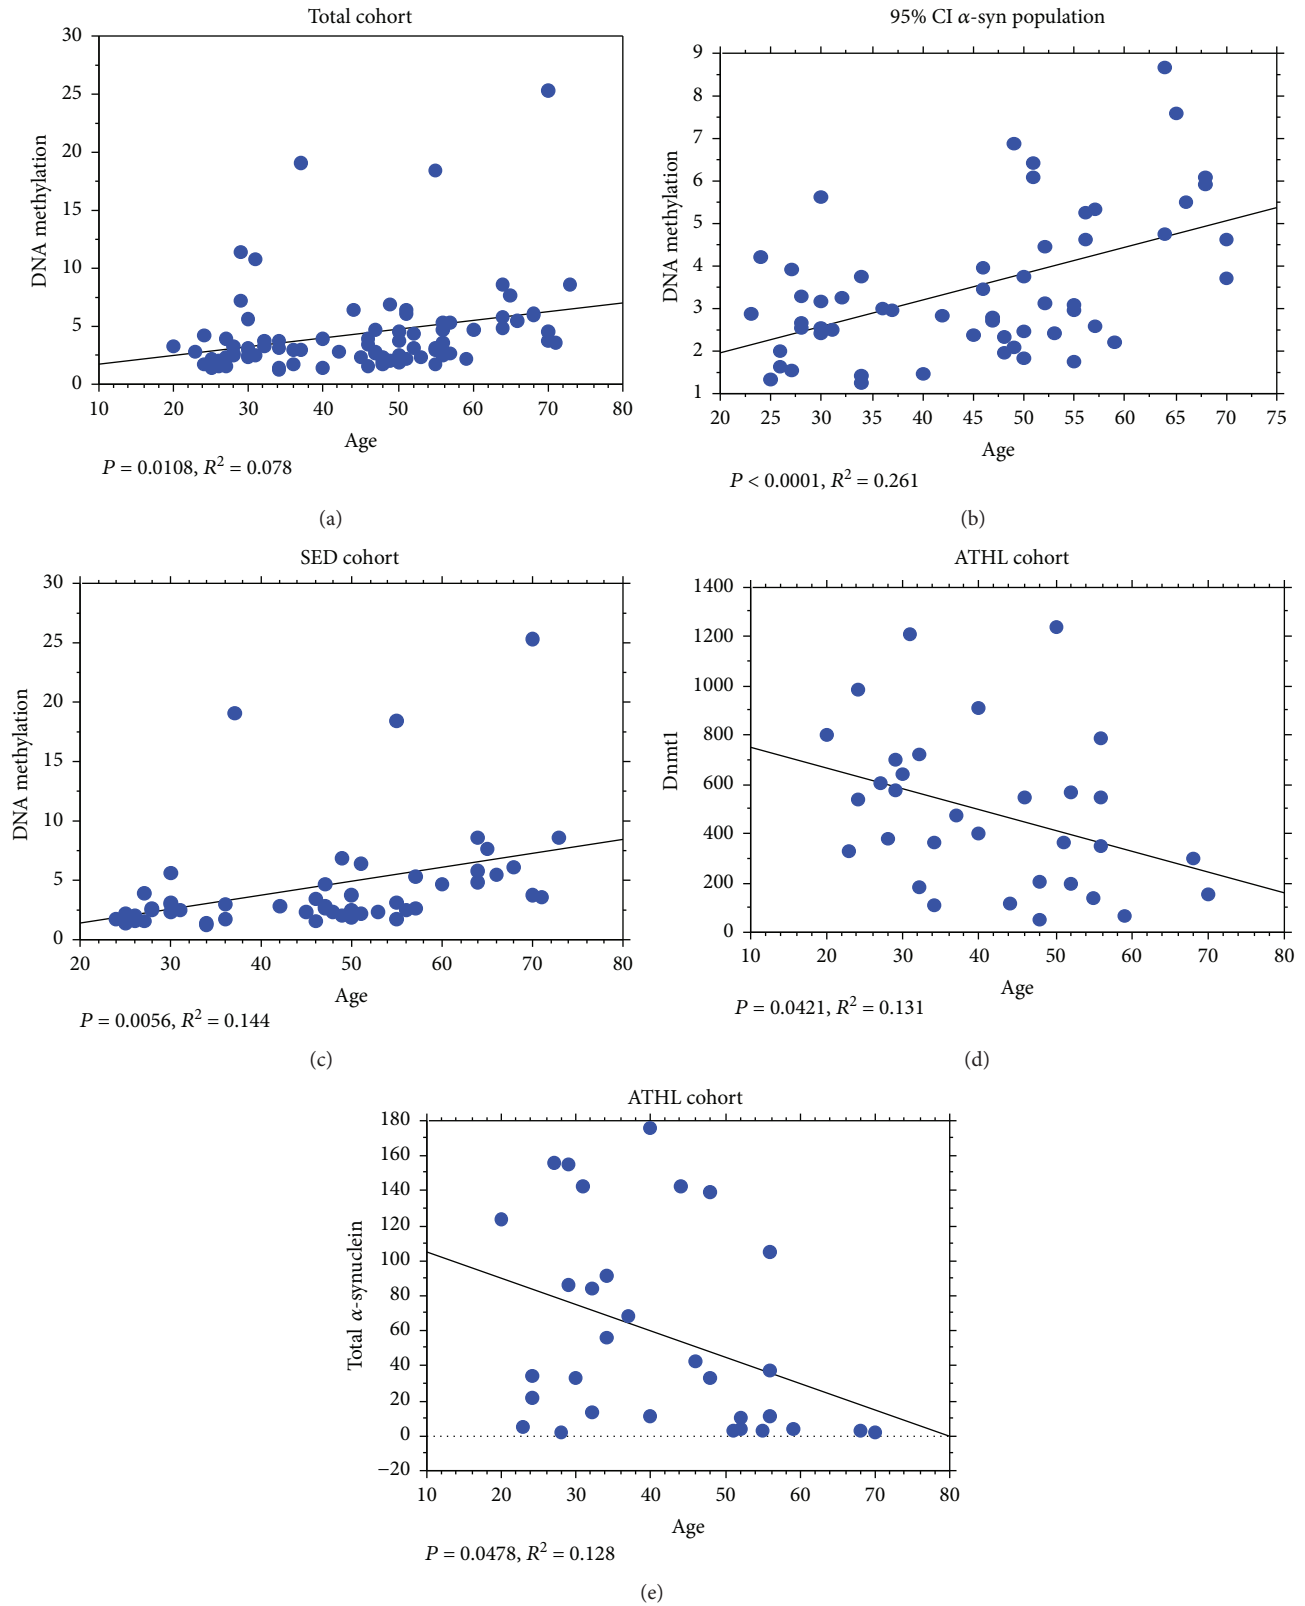 Total cohort
30
25
20
15
10
5
0
DNA methylation
10 20 30 40 50 60 70 80
Age
P = 0.0108, R² = 0.078
(a)
95% CI α-syn population
9
8
7
6
5
4
3
2
1
DNA methylation
20 25 30 35 40 45 50 55 60 65 70 75
Age
P < 0.0001, R² = 0.261
(b)
SED cohort
30
25
20
15
10
5
0
DNA methylation
20 30 40 50 60 70 80
Age
P = 0.0056, R² = 0.144
(c)
ATHL cohort
1400
1200
1000
800
600
400
200
0
Dnmt1
10 20 30 40 50 60 70 80
Age
P = 0.0421, R² = 0.131
(d)
ATHL cohort
180
160
140
120
100
80
60
40
20
0
−20
Total α-synuclein
10 20 30 40 50 60 70 80
Age
P = 0.0478, R² = 0.128
(e)